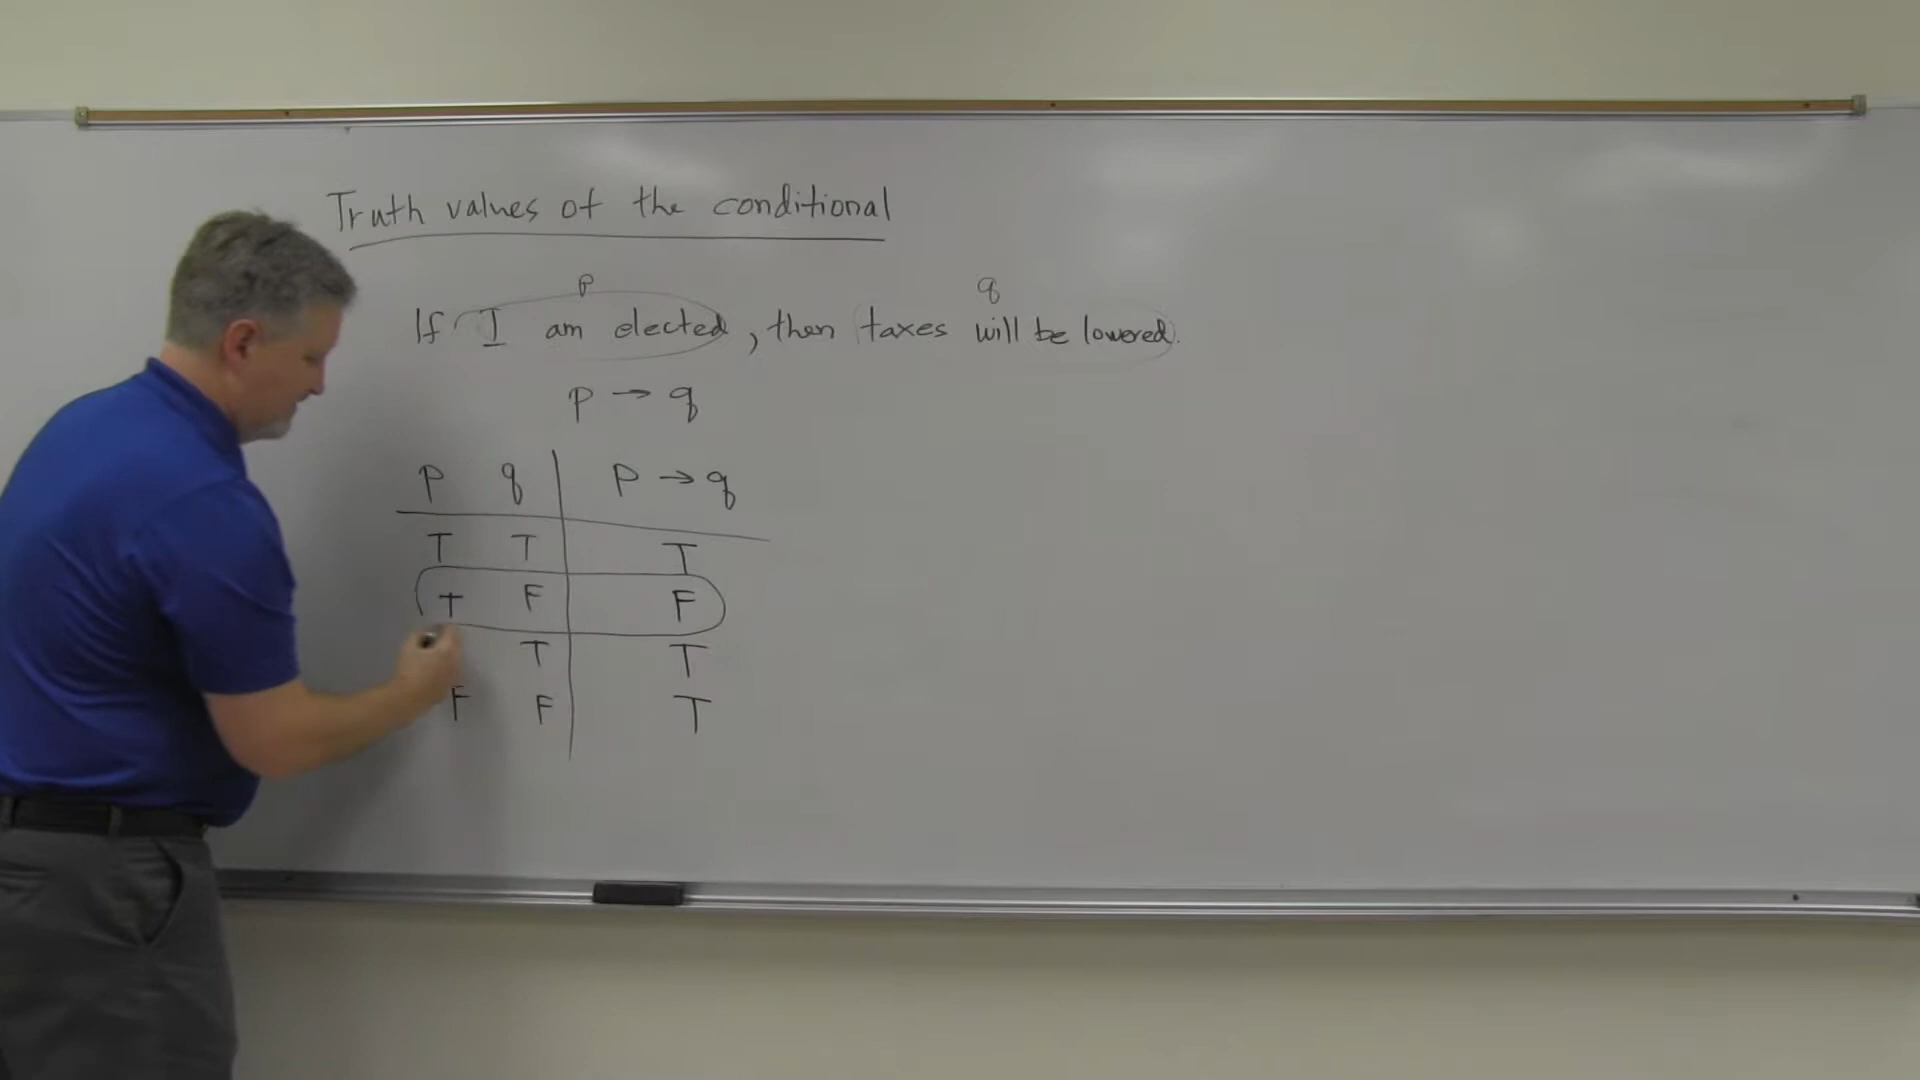 Truth values of the conditional
p q
If I am elected, then taxes will be lowered.
p → q
p q p → q
T T T
T F F
T T
F F T